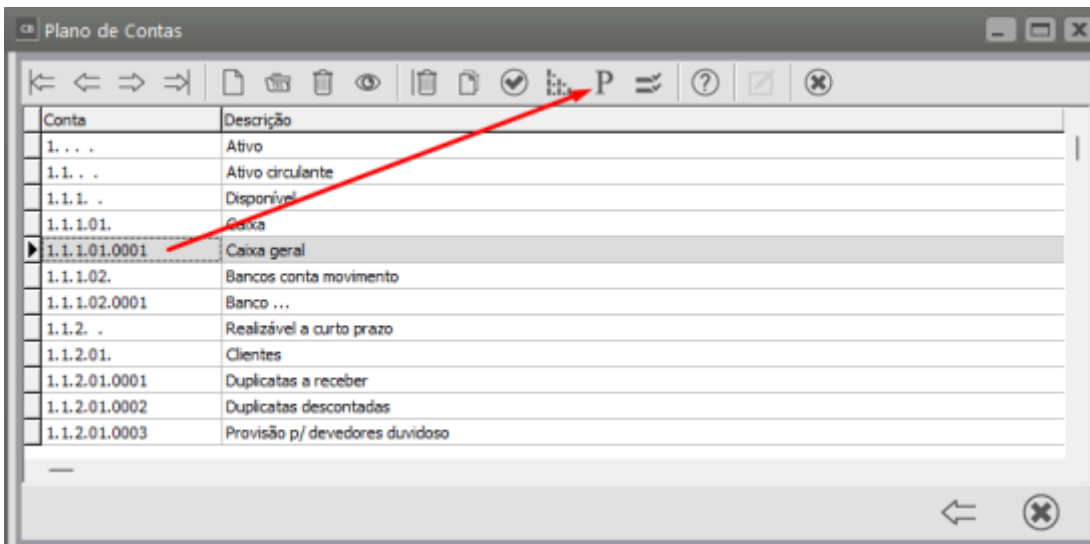 CB Plano de Contas
P ?
Conta Descrição
1. . . . Ativo
1.1. . . Ativo circulante
1.1.1. . Disponível
1.1.1.01. Caixa
1.1.1.01.0001 Caixa geral
1.1.1.02. Bancos conta movimento
1.1.1.02.0001 Banco ...
1.1.2. . Realizável a curto prazo
1.1.2.01. Clientes
1.1.2.01.0001 Duplicatas a receber
1.1.2.01.0002 Duplicatas descontadas
1.1.2.01.0003 Provisão p/ devedores duvidoso